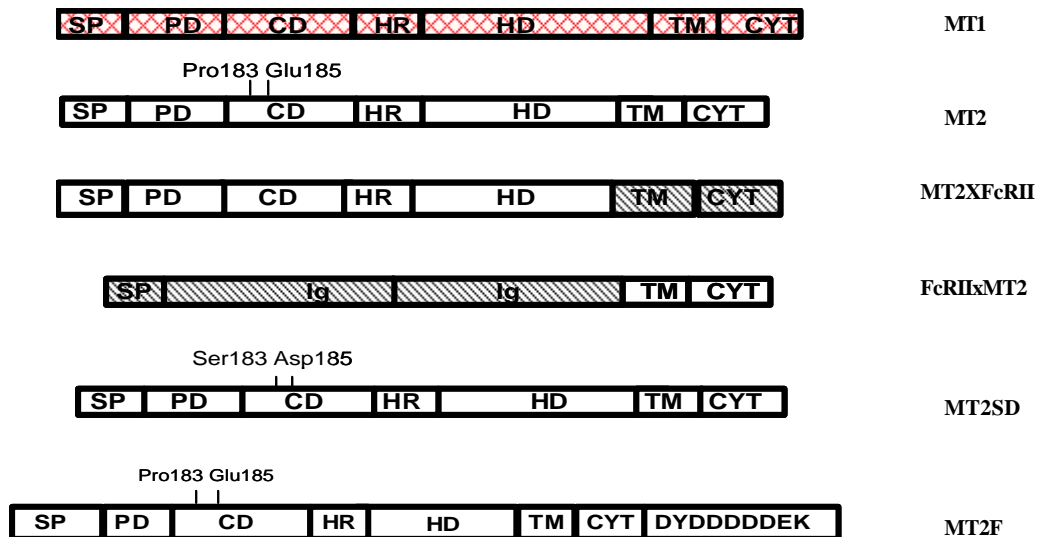 SP PD CD HR HD TM CYT MT1
Pro183 Glu185
SP PD CD HR HD TM CYT MT2
SP PD CD HR HD TM CYT MT2XFcRII
SP Ig Ig TM CYT FcRIIxMT2
Ser183 Asp185
SP PD CD HR HD TM CYT MT2SD
Pro183 Glu185
SP PD CD HR HD TM CYT DYDDDDDEK MT2F